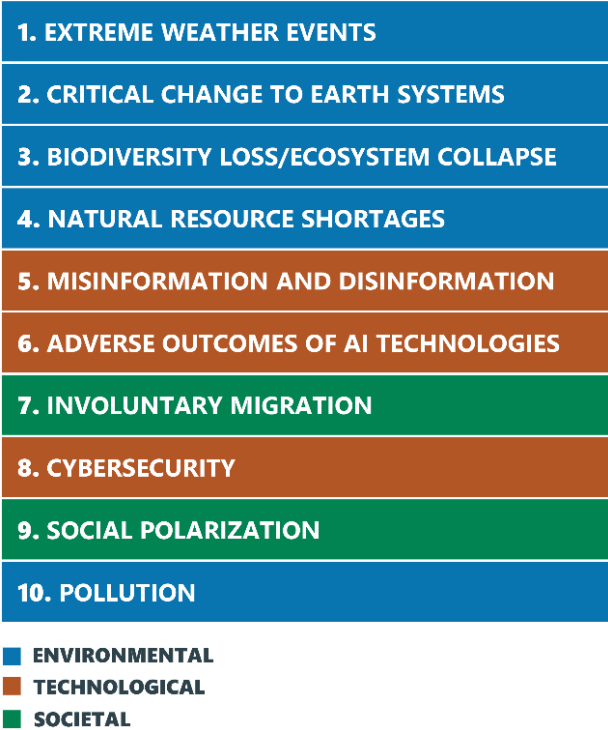 1. EXTREME WEATHER EVENTS
2. CRITICAL CHANGE TO EARTH SYSTEMS
3. BIODIVERSITY LOSS/ECOSYSTEM COLLAPSE
4. NATURAL RESOURCE SHORTAGES
5. MISINFORMATION AND DISINFORMATION
6. ADVERSE OUTCOMES OF AI TECHNOLOGIES
7. INVOLUNTARY MIGRATION
8. CYBERSECURITY
9. SOCIAL POLARIZATION
10. POLLUTION
ENVIRONMENTAL
TECHNOLOGICAL
SOCIETAL